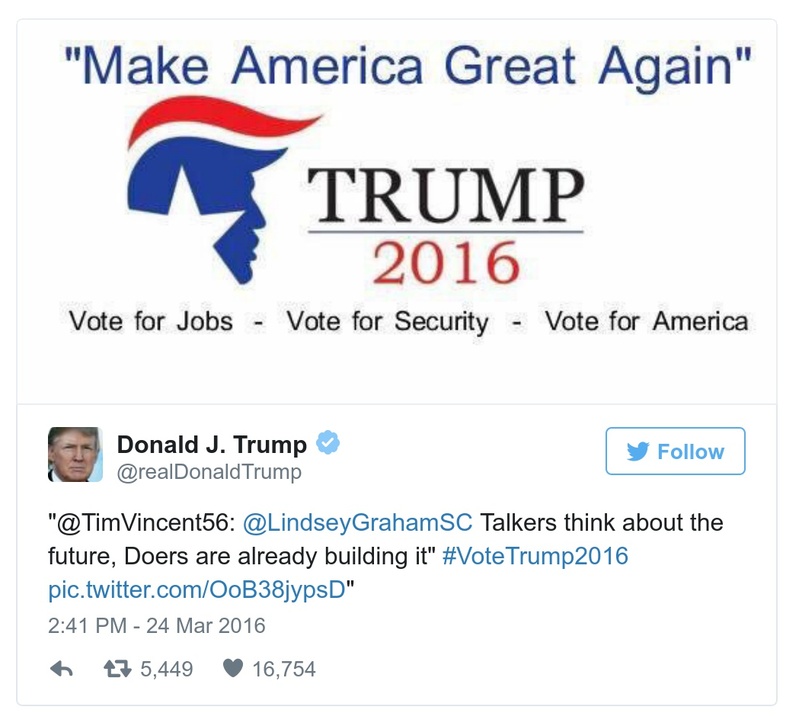 "Make America Great Again"
TRUMP
2016
Vote for Jobs - Vote for Security - Vote for America
Donald J. Trump
@realDonaldTrump
Follow
"@TimVincent56: @LindseyGrahamSC Talkers think about the
future, Doers are already building it" #VoteTrump2016
pic.twitter.com/OoB38jypsD"
2:41 PM - 24 Mar 2016
5,449 16,754